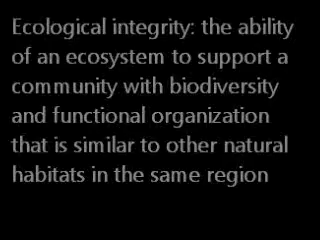 Ecological integrity: the ability
of an ecosystem to support a
community with biodiversity
and functional organization
that is similar to other natural
habitats in the same region